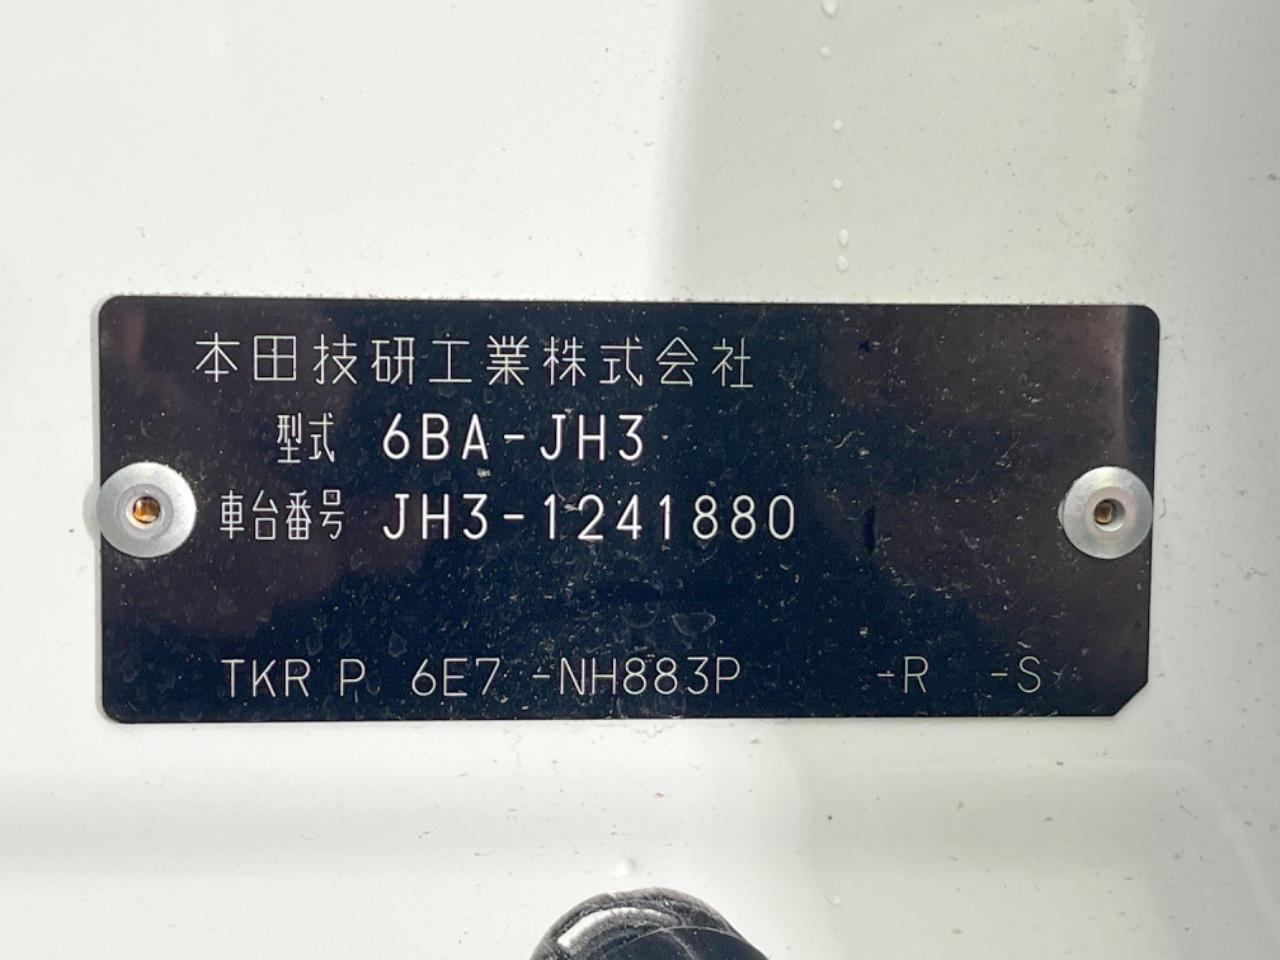 本田技研工業株式会社
型式 6BA-JH3
車台番号 JH3-1241880
TKR P 6E7 -NH883P -R -S